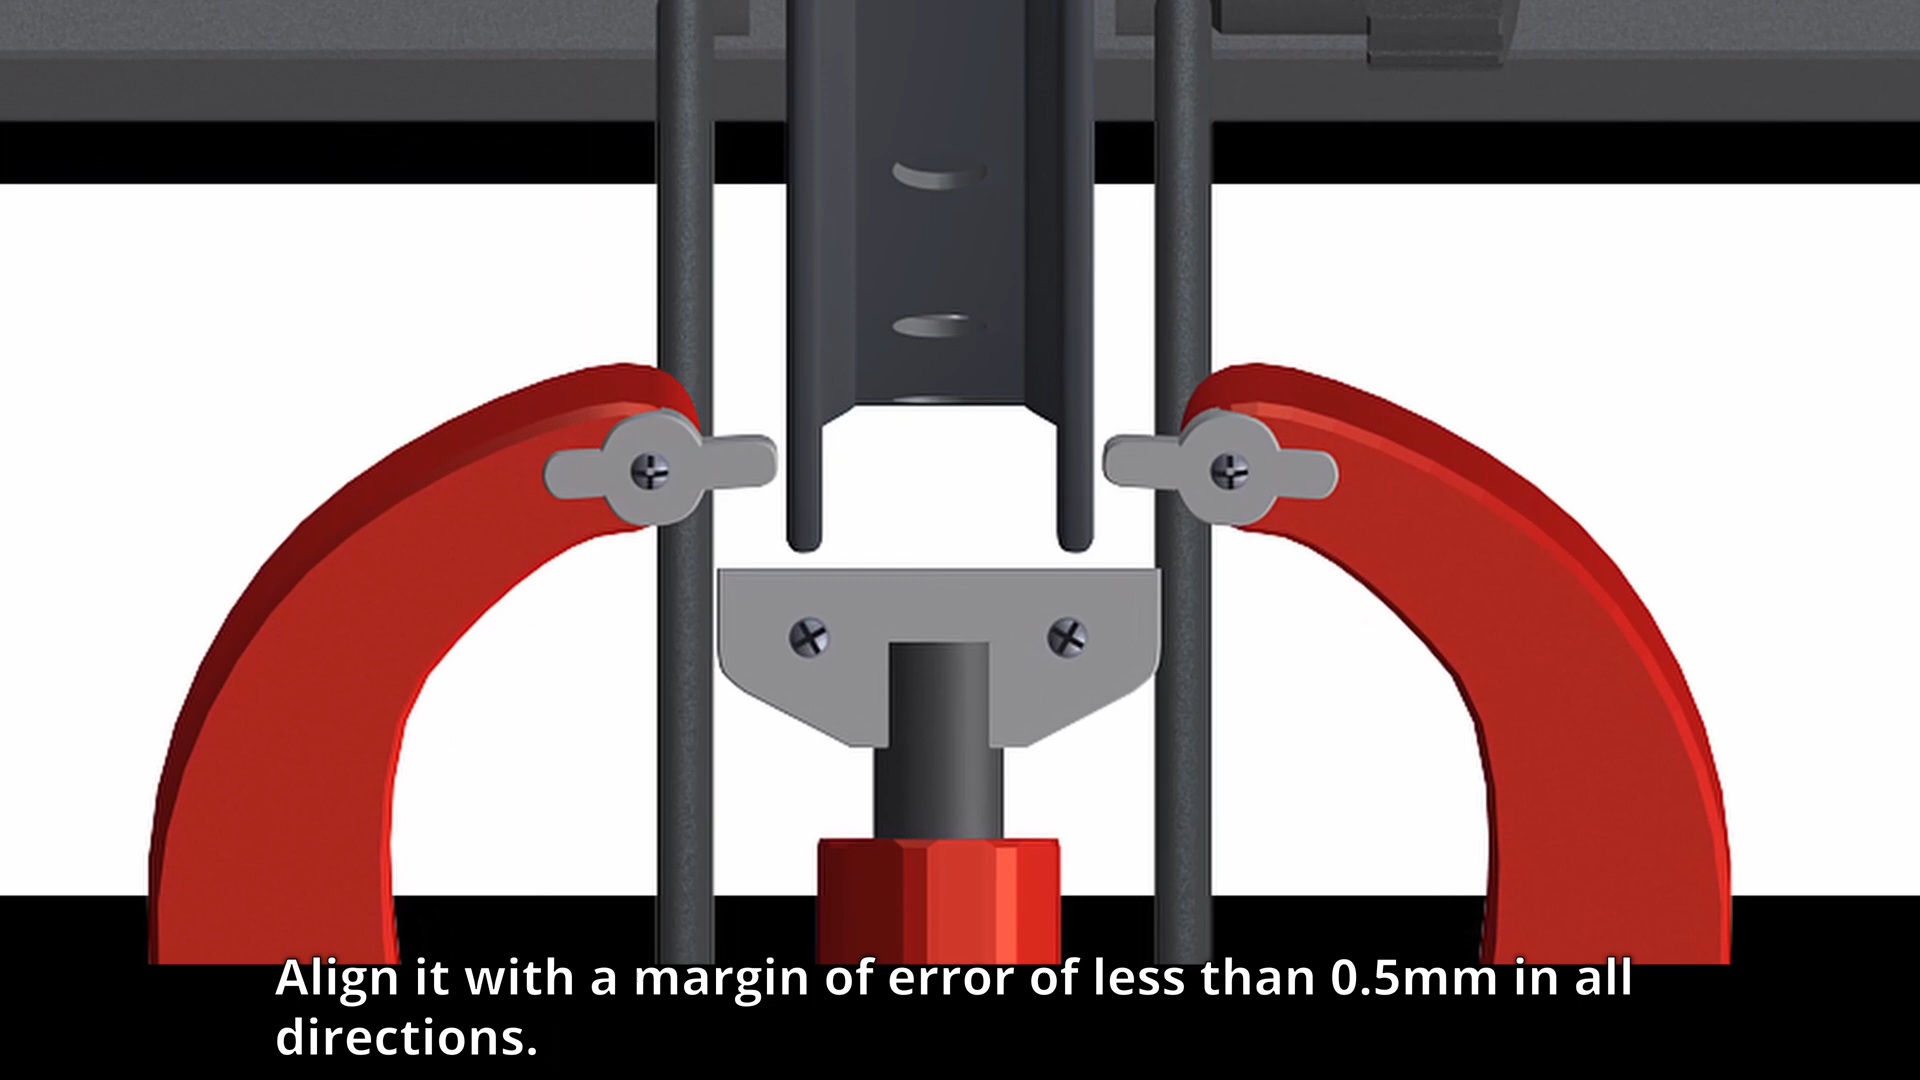 Align it with a margin of error of less than 0.5mm in all
directions.